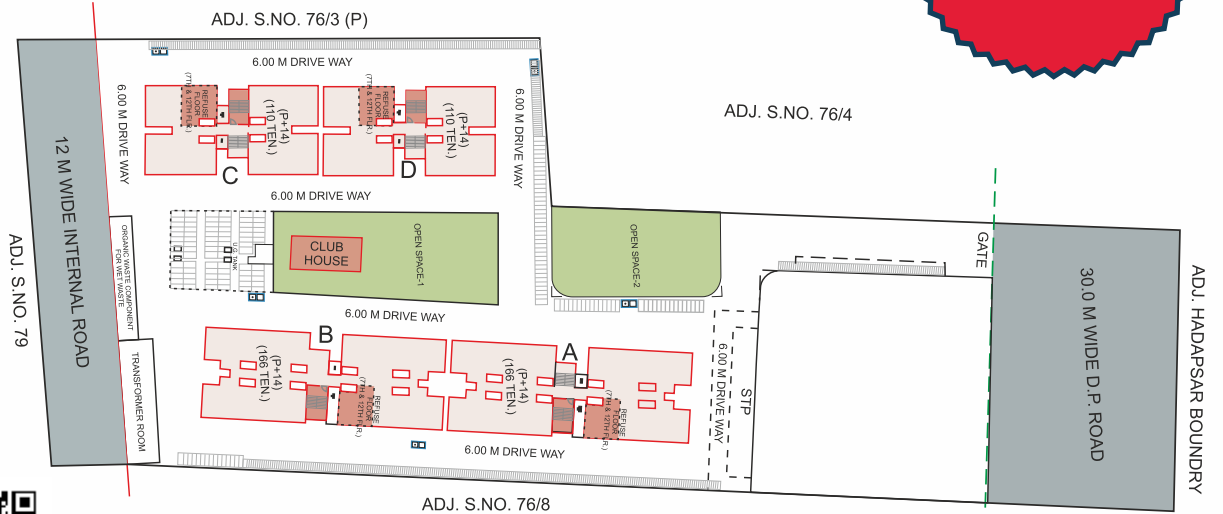 ADJ. S.NO. 76/3 (P)
6.00 M DRIVE WAY
ADJ. S.NO. 76/4
12 M WIDE INTERNAL ROAD
6.00 M DRIVE WAY
REFUSE
FLOOR
(7TH & 12TH FLR.)
(P+14)
(110 TEN.)
C
REFUSE
FLOOR
(7TH & 12TH FLR.)
(P+14)
(110 TEN.)
D
6.00 M DRIVE WAY
6.00 M DRIVE WAY
ADJ. S.NO. 79
ORGANIC WASTE COMPONENT
FOR WET WASTE
U.G. TANK
CLUB
HOUSE
OPEN SPACE-1
OPEN SPACE-2
GATE
30.0 M WIDE D.P. ROAD
ADJ. HADAPSAR BOUNDRY
6.00 M DRIVE WAY
TRANSFORMER ROOM
B
(P+14)
(166 TEN.)
REFUSE
FLOOR
(7TH & 12TH FLR.)
A
(P+14)
(166 TEN.)
REFUSE
FLOOR
(7TH & 12TH FLR.)
6.00 M DRIVE WAY
STP
6.00 M DRIVE WAY
ADJ. S.NO. 76/8